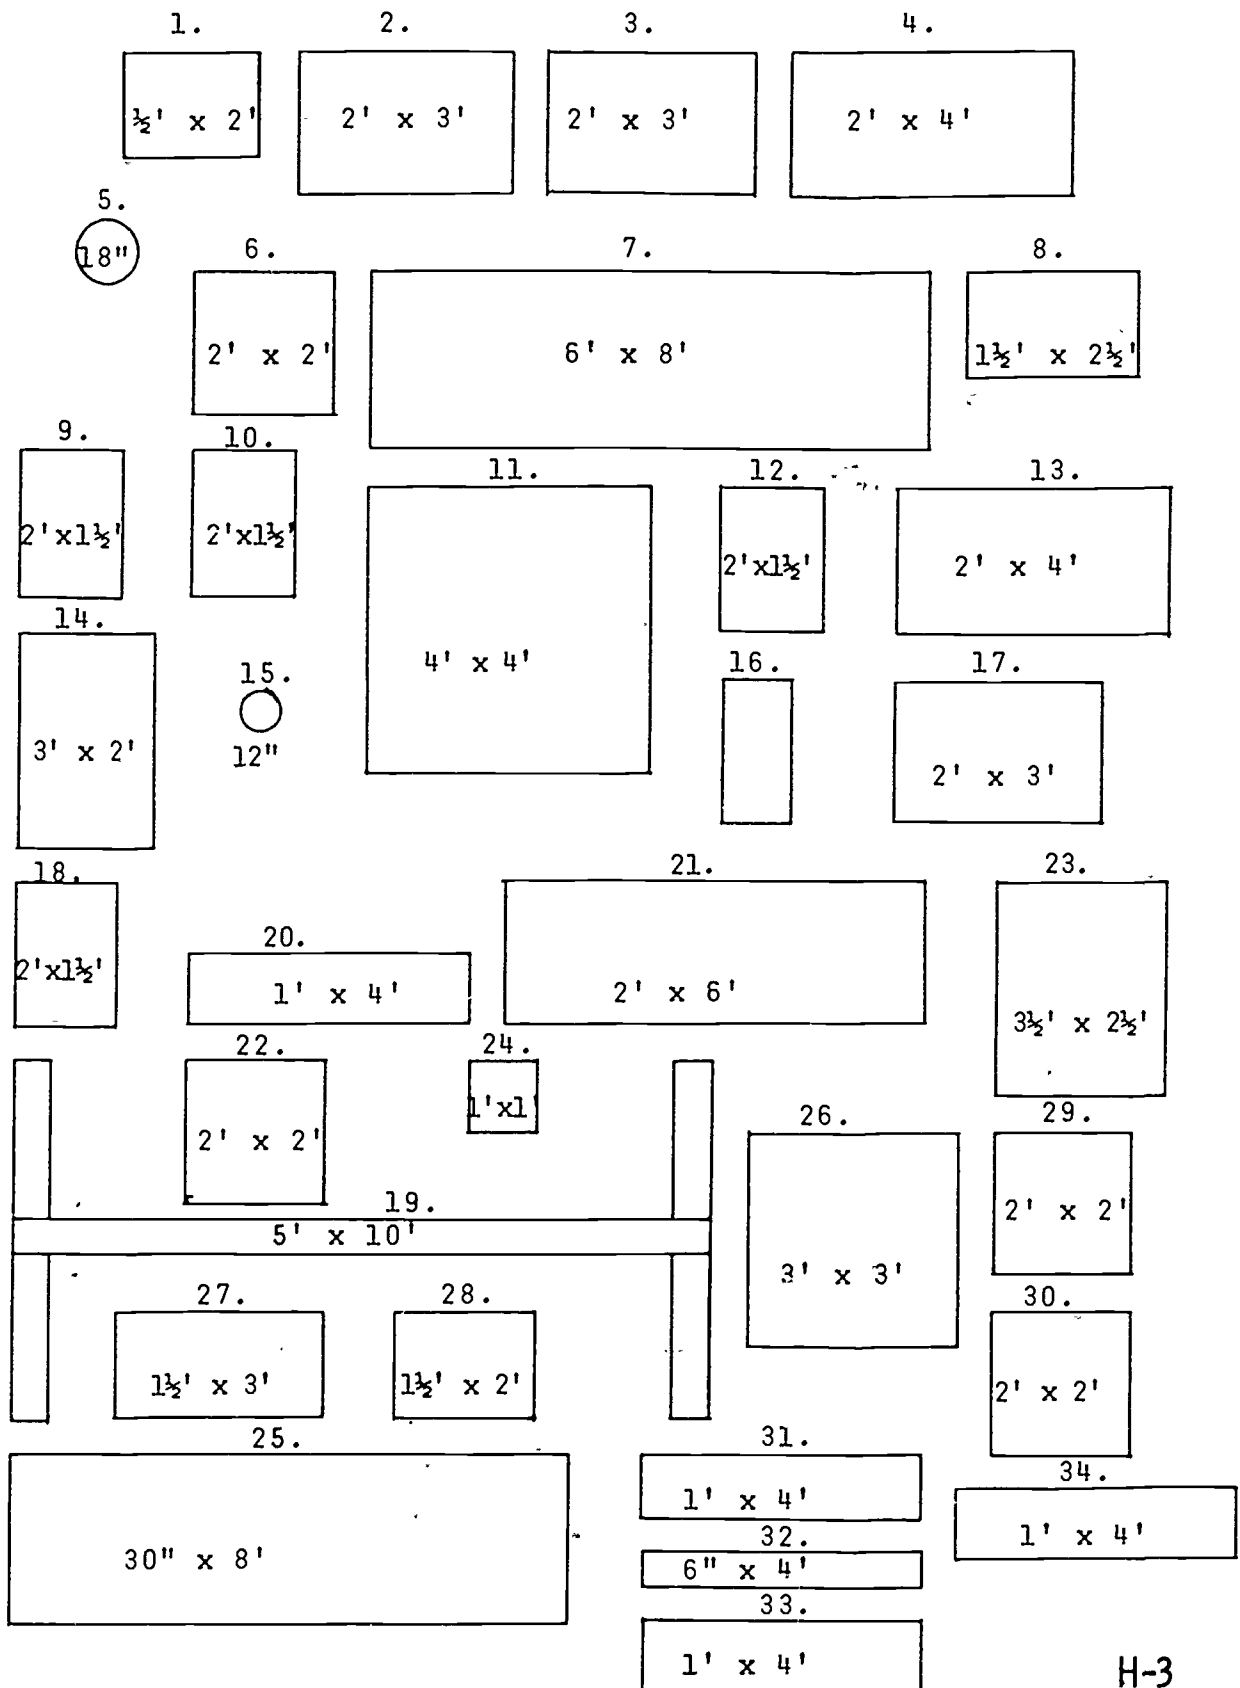 1.
½' x 2'
2.
2' x 3'
3.
2' x 3'
4.
2' x 4'
5.
18"
6.
2' x 2'
7.
6' x 8'
8.
1½' x 2½'
9.
2'x1½'
10.
2'x1½'
11.
4' x 4'
12.
2'x1½'
13.
2' x 4'
14.
3' x 2'
15.
12"
16.
17.
2' x 3'
18.
2'x1½'
20.
1' x 4'
21.
2' x 6'
23.
3½' x 2½'
22.
2' x 2'
24.
1'x1'
19.
5' x 10'
26.
3' x 3'
29.
2' x 2'
27.
1½' x 3'
28.
1½' x 2'
30.
2' x 2'
25.
30" x 8'
31.
1' x 4'
32.
6" x 4'
33.
1' x 4'
34.
1' x 4'
H-3